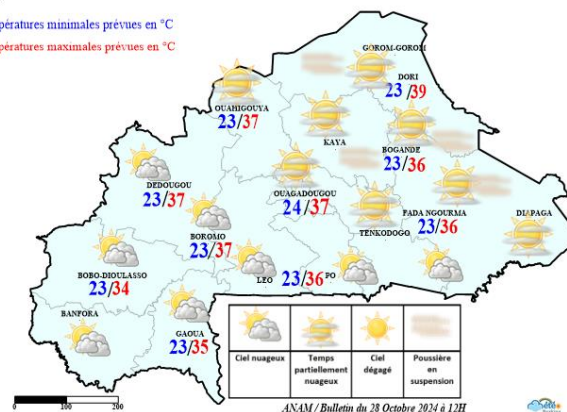 pératures minimales prévues en °C
pératures maximales prévues en °C
GOROM-GOROM
DORI
23/39
OUAHIGOUYA
23/37
KAYA
BOGANDE
23/36
DEDOUGOU
23/37
OUAGADOUGOU
24/37
FADA NGOURMA
23/36
DIAPAGA
TENKODOGO
BOROMO
23/37
BOBO-DIOULASSO
23/34
LEO
23/36
PO
BANFORA
GAOUA
23/35
Ciel nuageux
Temps partiellement nuageux
Ciel dégagé
Poussière en suspension
0 100 200
ANAM / Bulletin du 28 Octobre 2024 à 12H